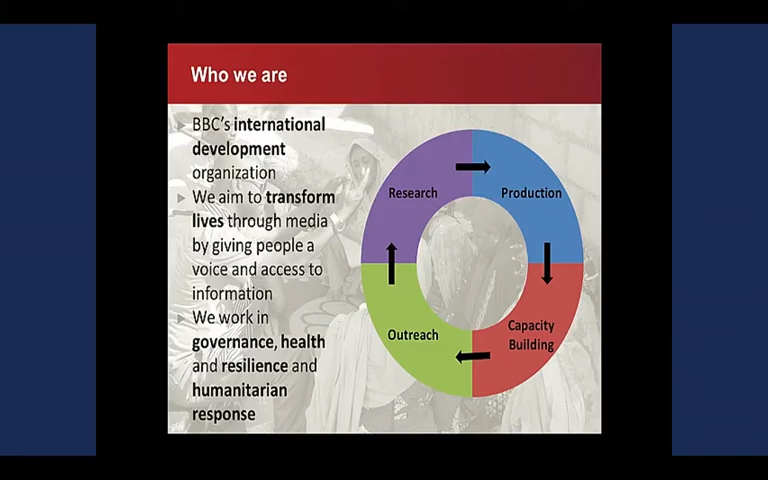 Who we are
BBC's international
development
organization
We aim to transform
lives through media
by giving people a
voice and access to
information
We work in
governance, health
and resilience and
humanitarian
response
Research
Production
Outreach
Capacity
Building